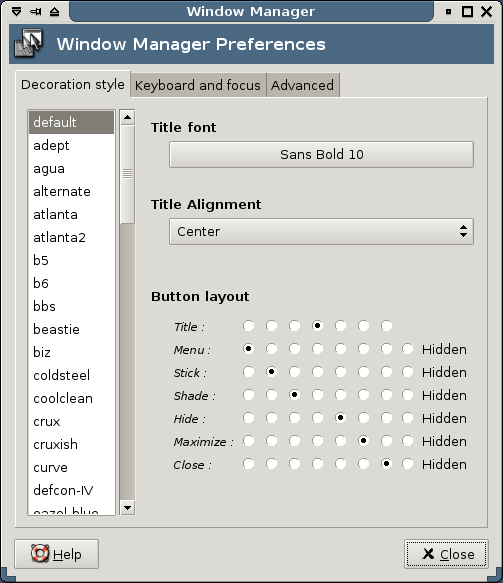 Window Manager
Window Manager Preferences
Decoration style
Keyboard and focus
Advanced
default
adept
agua
alternate
atlanta
atlanta2
b5
b6
bbs
beastie
biz
coldsteel
coolclean
crux
cruxish
curve
defcon-IV
eazel-blue
Title font
Sans Bold 10
Title Alignment
Center
Button layout
Title :
Menu : Hidden
Stick : Hidden
Shade : Hidden
Hide : Hidden
Maximize : Hidden
Close : Hidden
Help
Close